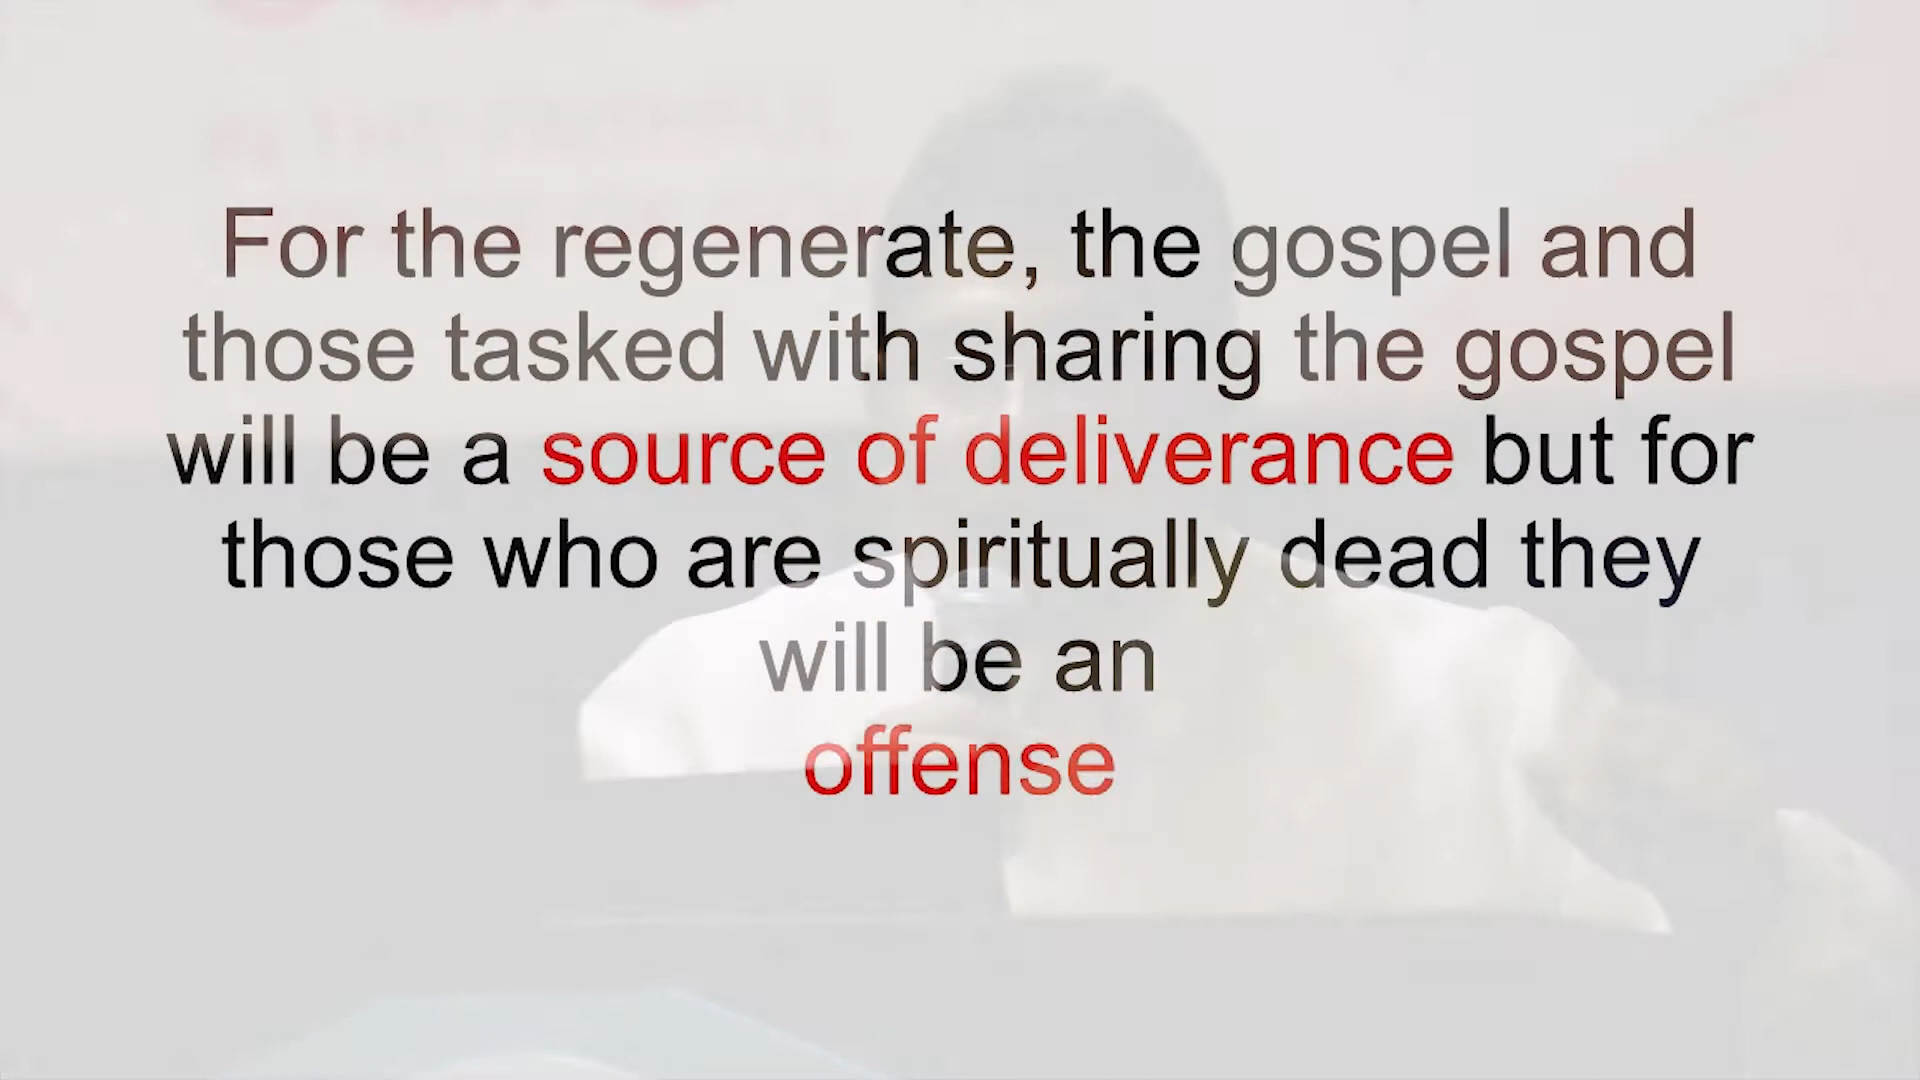 For the regenerate, the gospel and
those tasked with sharing the gospel
will be a source of deliverance but for
those who are spiritually dead they
will be an
offense